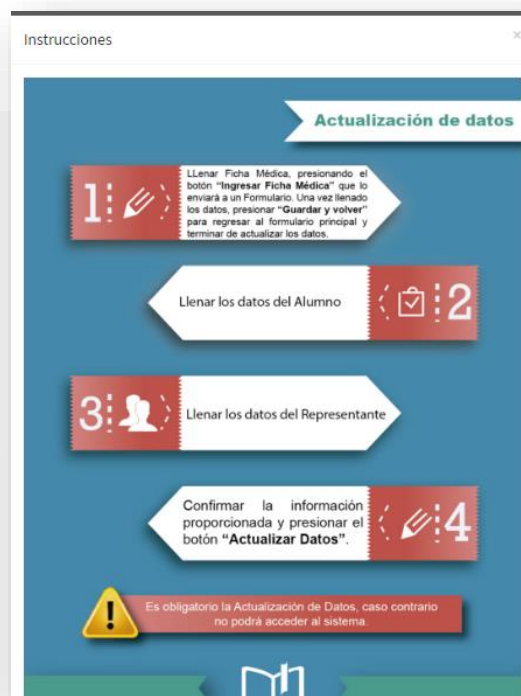 Instrucciones
×
Actualización de datos
1
LLenar Ficha Médica, presionando el
botón “Ingresar Ficha Médica” que lo
enviará a un Formulario. Una vez llenado
los datos, presionar “Guardar y volver”
para regresar al formulario principal y
terminar de actualizar los datos.
Llenar los datos del Alumno
2
3
Llenar los datos del Representante
Confirmar la información
proporcionada y presionar el
botón “Actualizar Datos”.
4
Es obligatorio la Actualización de Datos, caso contrario
no podrá acceder al sistema.